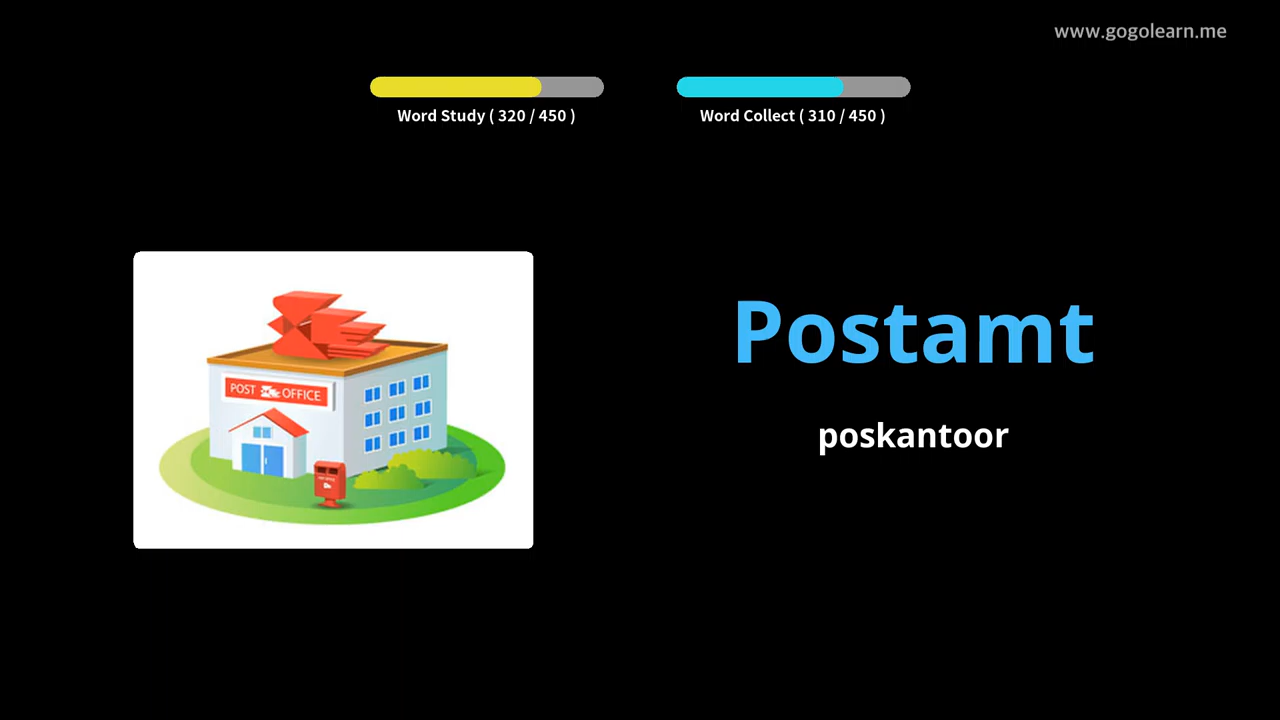 www.gogolearn.me
Word Study ( 320 / 450 )
Word Collect ( 310 / 450 )
POST OFFICE
Postamt
poskantoor